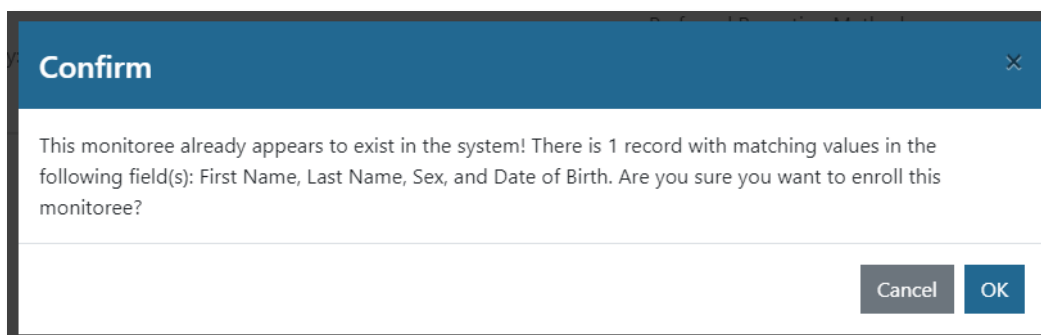 Confirm
×
This monitoree already appears to exist in the system! There is 1 record with matching values in the
following field(s): First Name, Last Name, Sex, and Date of Birth. Are you sure you want to enroll this
monitoree?
Cancel OK